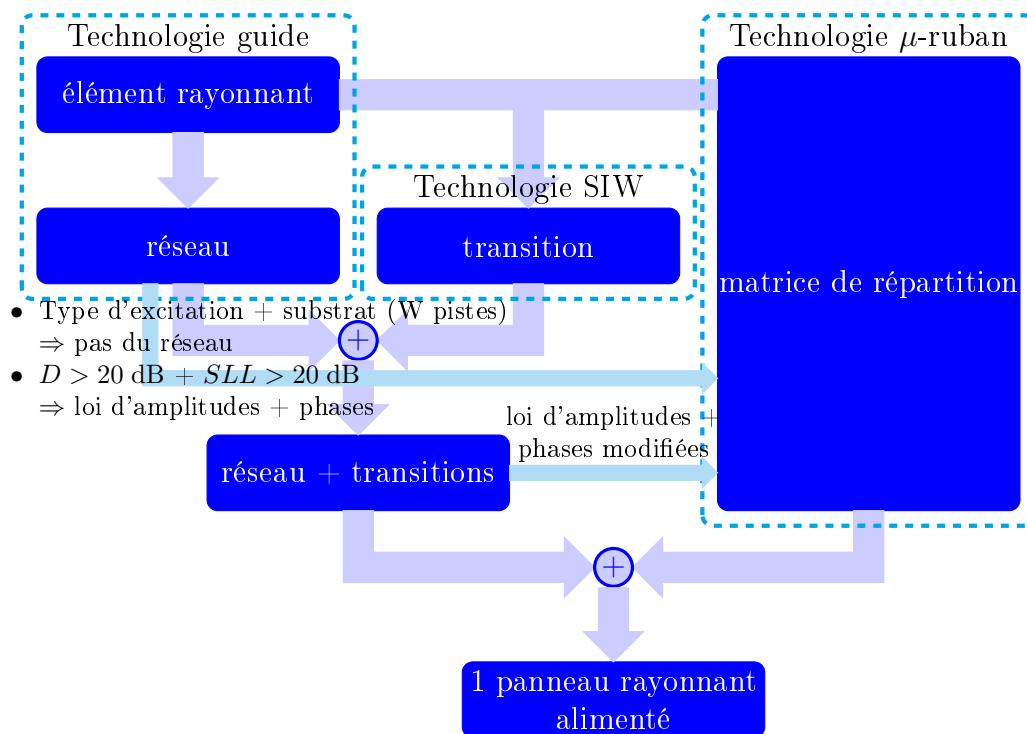 Technologie guide
Technologie μ-ruban
élément rayonnant
Technologie SIW
réseau
transition
matrice de répartition
• Type d'excitation + substrat (W pistes)
⇒ pas du réseau
+
• D > 20 dB + SLL > 20 dB
⇒ loi d'amplitudes + phases
loi d'amplitudes +
phases modifiées
réseau + transitions
+
1 panneau rayonnant
alimenté